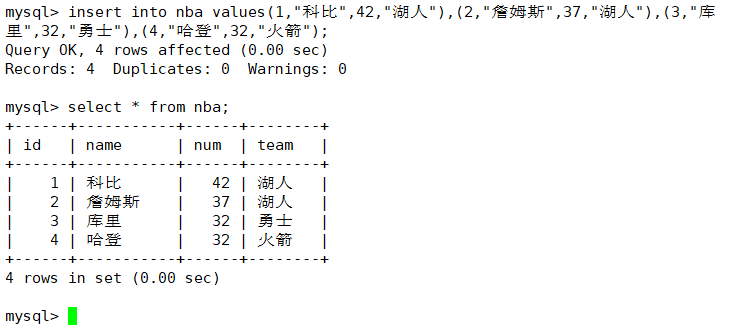 mysql> insert into nba values(1,"科比",42,"湖人"),(2,"詹姆斯",37,"湖人"),(3,"库
里",32,"勇士"),(4,"哈登",32,"火箭");
Query OK, 4 rows affected (0.00 sec)
Records: 4  Duplicates: 0  Warnings: 0

mysql> select * from nba;
+------+-----------+------+--------+
| id   | name      | num  | team   |
+------+-----------+------+--------+
|    1 | 科比      |   42 | 湖人   |
|    2 | 詹姆斯    |   37 | 湖人   |
|    3 | 库里      |   32 | 勇士   |
|    4 | 哈登      |   32 | 火箭   |
+------+-----------+------+--------+
4 rows in set (0.00 sec)

mysql>